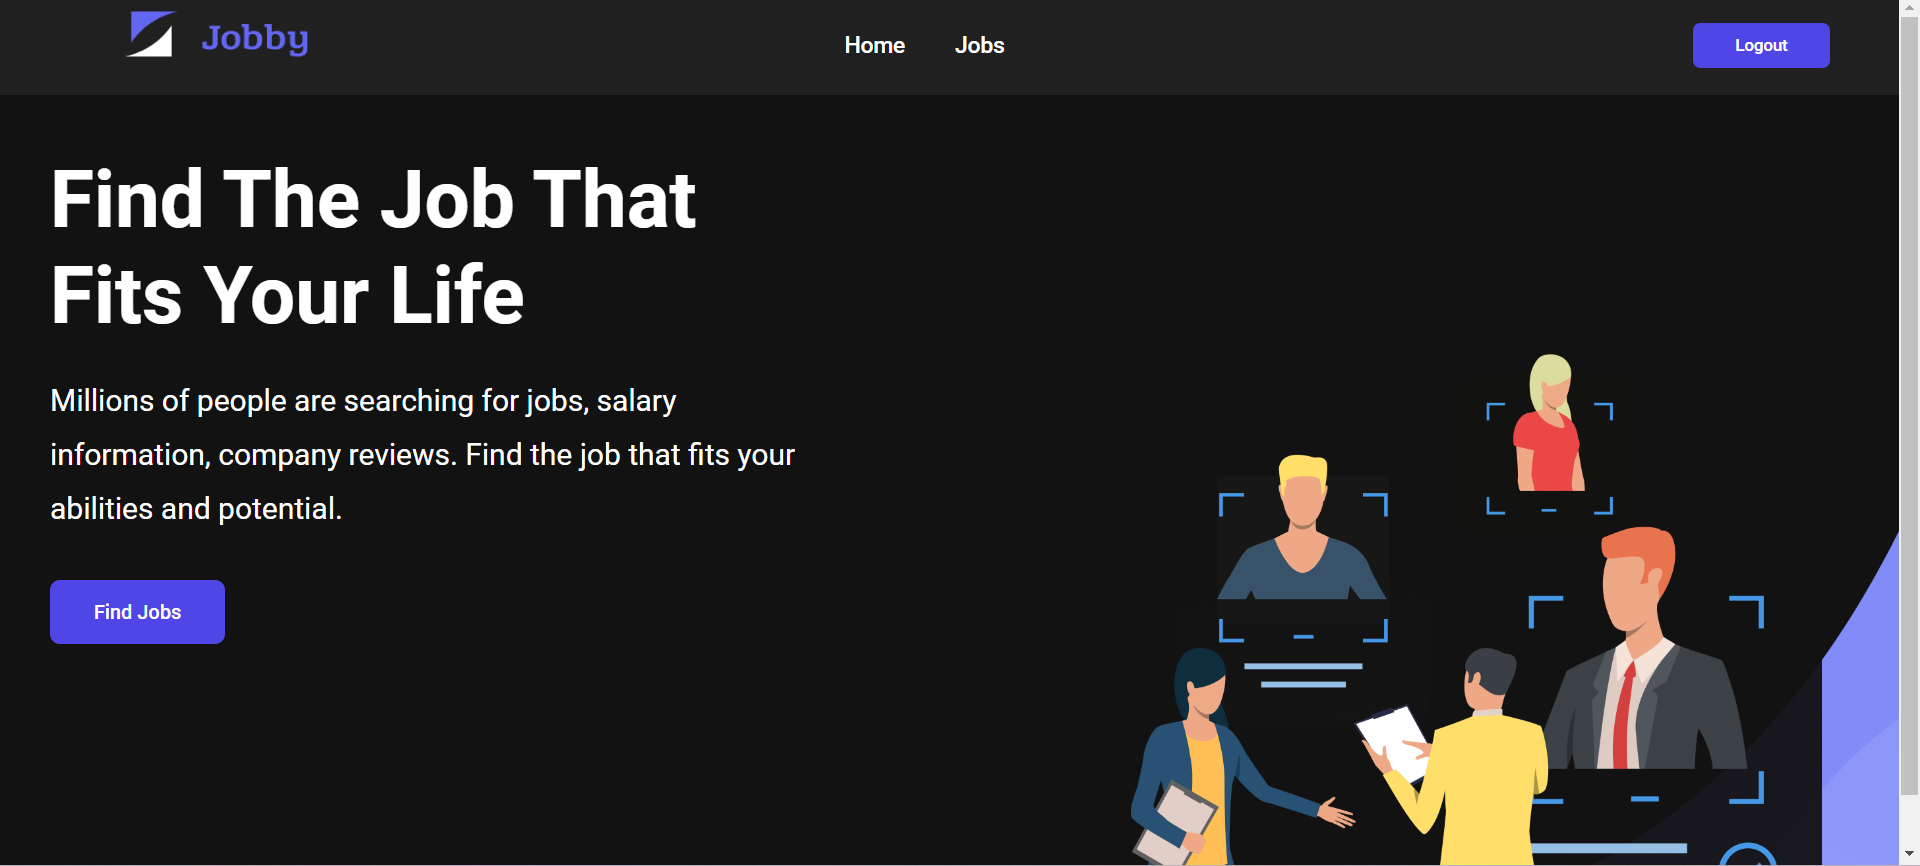 Jobby
Home
Jobs
Logout
Find The Job That
Fits Your Life
Millions of people are searching for jobs, salary
information, company reviews. Find the job that fits your
abilities and potential.
Find Jobs